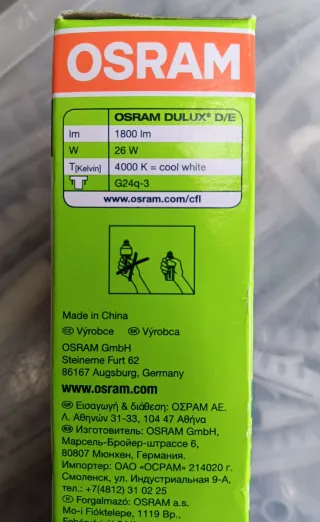 OSRAM
OSRAM DULUX® D/E
lm 1800 lm
W 26 W
T[Kelvin] 4000 K = cool white
G24q-3
www.osram.com/cfl
Made in China
CZ Výrobce SK Výrobca
OSRAM GmbH
Steinerne Furt 62
86167 Augsburg, Germany
www.osram.com
GR Εισαγωγή & διάθεση: ΟΣΡΑΜ ΑΕ.
Λ. Αθηνών 31-33, 104 47 Αθήνα
Изготовитель: OSRAM GmbH,
Марсель-Бройер-штрассе 6,
80807 Мюнхен, Германия.
Импортер: ОАО «ОСРАМ» 214020 г.
Смоленск, ул. Индустриальная 9-А,
тел.:+7(4812) 31 02 25
Forgalmazó: OSRAM a.s.
Mo-i Fióktelepe, 1119 Bp.,